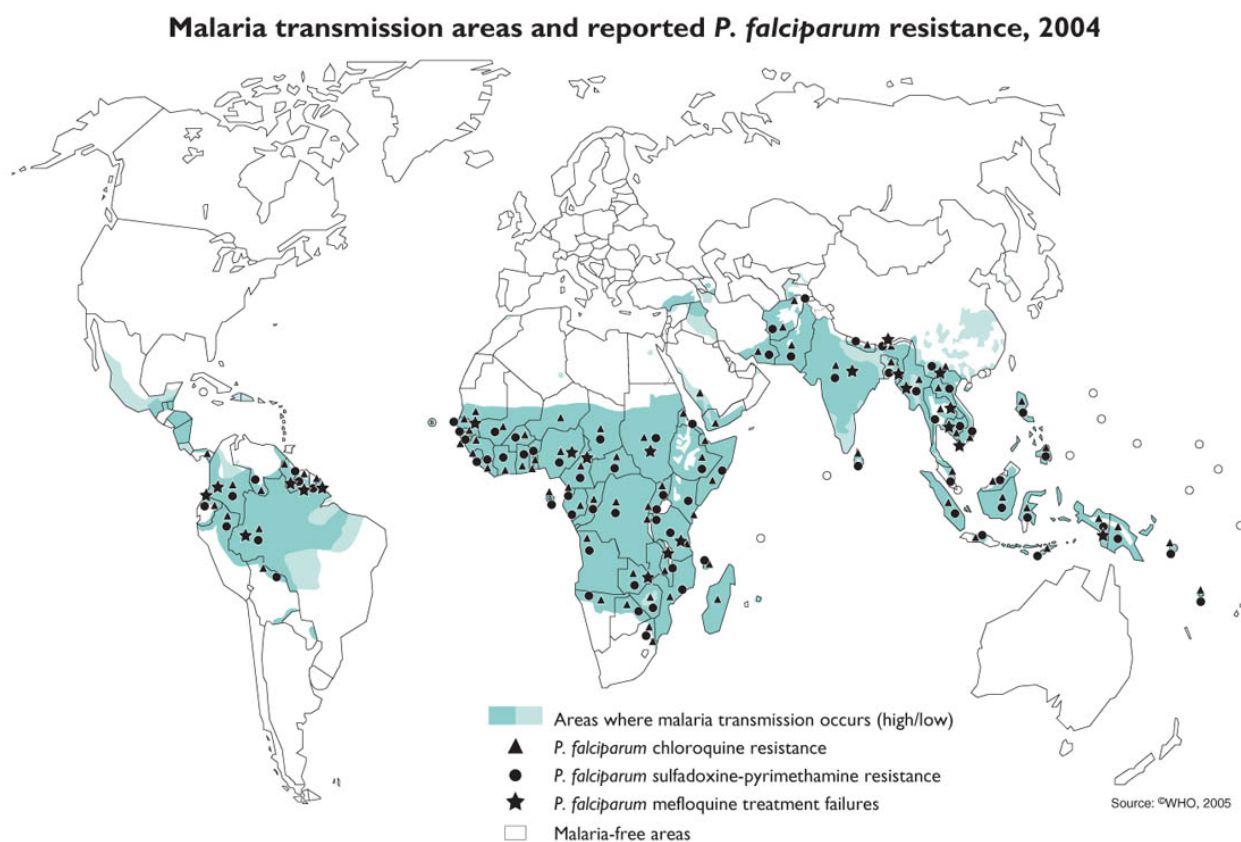 Malaria transmission areas and reported P. falciparum resistance, 2004
Areas where malaria transmission occurs (high/low)
P. falciparum chloroquine resistance
P. falciparum sulfadoxine-pyrimethamine resistance
P. falciparum mefloquine treatment failures
Malaria-free areas
Source: ©WHO, 2005